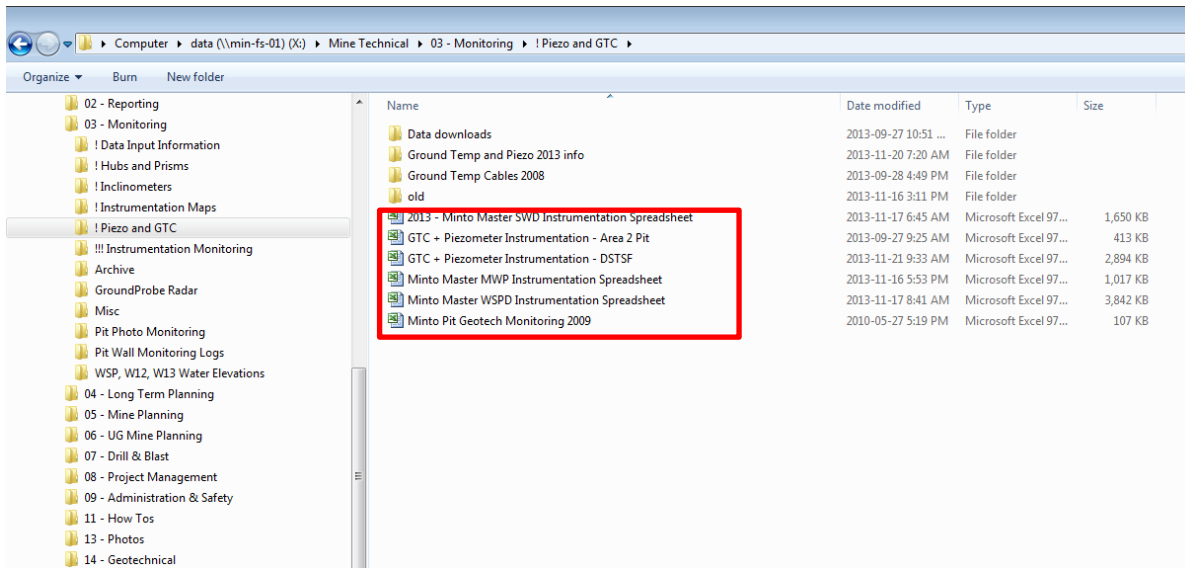 Computer ▸ data (\\min-fs-01) (X:) ▸ Mine Technical ▸ 03 - Monitoring ▸ ! Piezo and GTC ▸
Organize ▾ Burn New folder
02 - Reporting
03 - Monitoring
! Data Input Information
! Hubs and Prisms
! Inclinometers
! Instrumentation Maps
! Piezo and GTC
!!! Instrumentation Monitoring
Archive
GroundProbe Radar
Misc
Pit Photo Monitoring
Pit Wall Monitoring Logs
WSP, W12, W13 Water Elevations
04 - Long Term Planning
05 - Mine Planning
06 - UG Mine Planning
07 - Drill & Blast
08 - Project Management
09 - Administration & Safety
11 - How Tos
13 - Photos
14 - Geotechnical
Name Date modified Type Size
Data downloads 2013-09-27 10:51 ... File folder
Ground Temp and Piezo 2013 info 2013-11-20 7:20 AM File folder
Ground Temp Cables 2008 2013-09-28 4:49 PM File folder
old 2013-11-16 3:11 PM File folder
2013 - Minto Master SWD Instrumentation Spreadsheet 2013-11-17 6:45 AM Microsoft Excel 97... 1,650 KB
GTC + Piezometer Instrumentation - Area 2 Pit 2013-09-27 9:25 AM Microsoft Excel 97... 413 KB
GTC + Piezometer Instrumentation - DSTSF 2013-11-21 9:33 AM Microsoft Excel 97... 2,894 KB
Minto Master MWP Instrumentation Spreadsheet 2013-11-16 5:53 PM Microsoft Excel 97... 1,017 KB
Minto Master WSPD Instrumentation Spreadsheet 2013-11-17 8:41 AM Microsoft Excel 97... 3,842 KB
Minto Pit Geotech Monitoring 2009 2010-05-27 5:19 PM Microsoft Excel 97... 107 KB